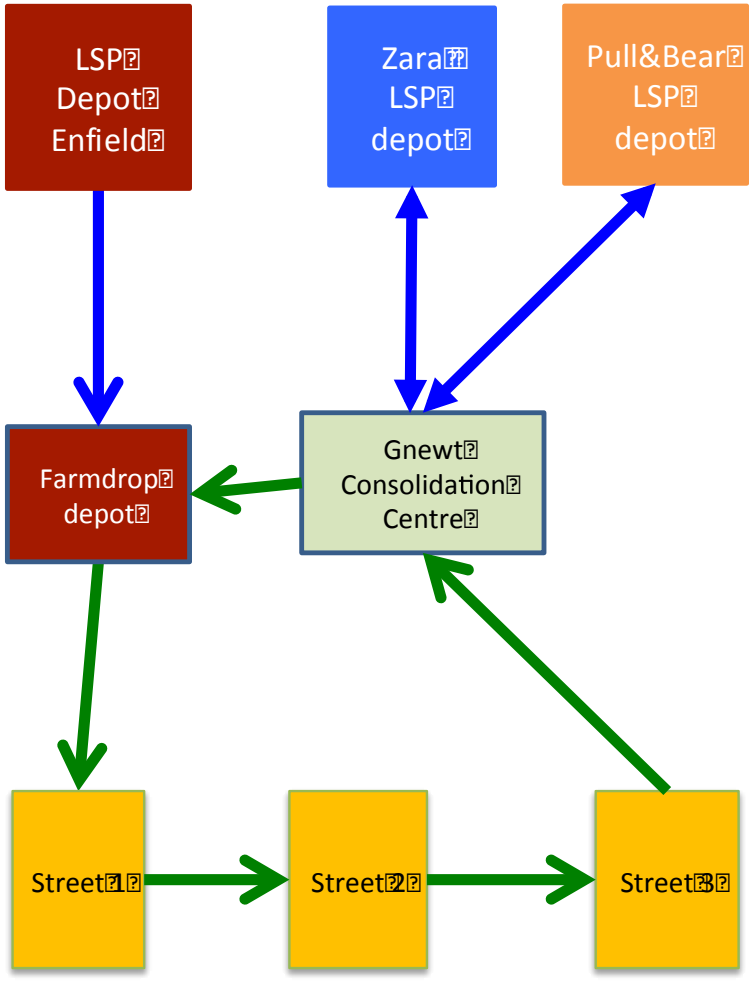 LSP
Depot
Enfield
Zara
LSP
depot
Pull&Bear
LSP
depot
Farmdrop
depot
Gnewt
Consolidation
Centre
Street 1
Street 2
Street 3